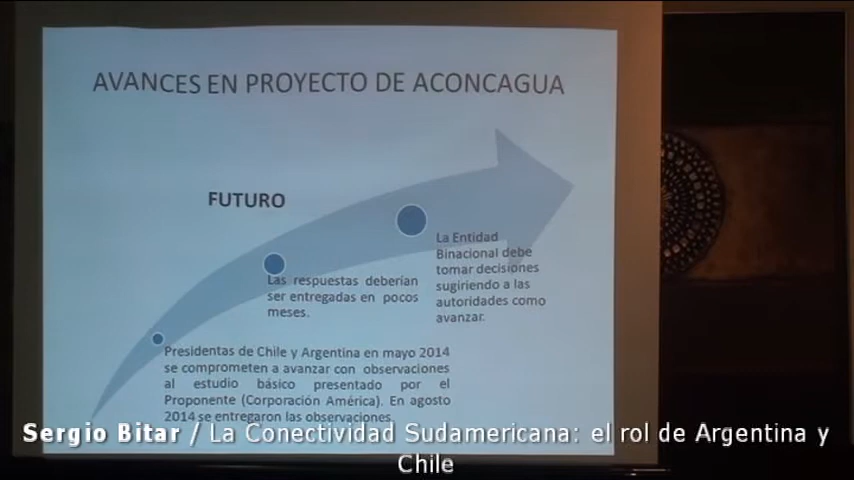 AVANCES EN PROYECTO DE ACONCAGUA
FUTURO
La Entidad
Binacional debe
tomar decisiones
sugiriendo a las
autoridades como
avanzar.
Las respuestas deberían
ser entregadas en pocos
meses.
Presidentas de Chile y Argentina en mayo 2014
se comprometen a avanzar con observaciones
al estudio básico presentado por el
Proponente (Corporación América). En agosto
2014 se entregaron las observaciones.
Sergio Bitar / La Conectividad Sudamericana: el rol de Argentina y
Chile